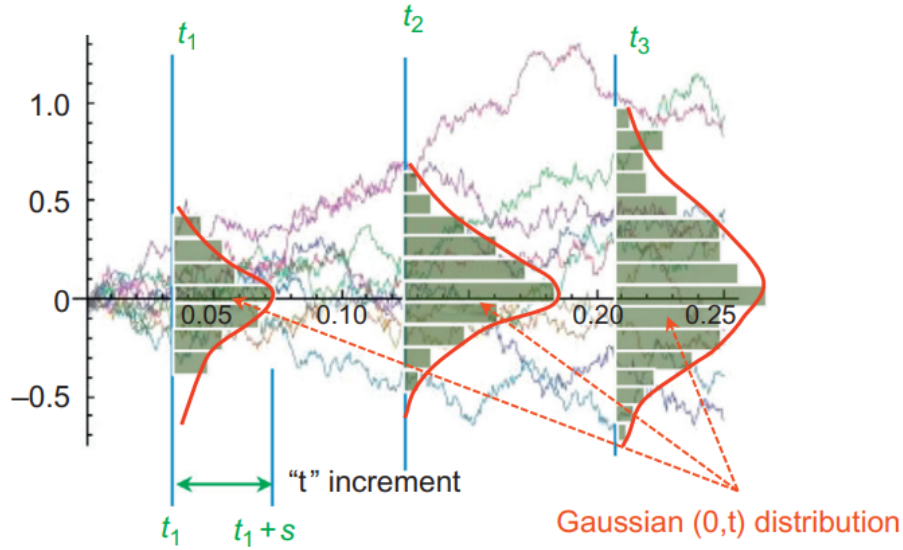 t1
t2
t3
1.0
0.5
0
0.05
0.10
0.20
0.25
–0.5
“t” increment
t1
t1 + s
Gaussian (0,t) distribution